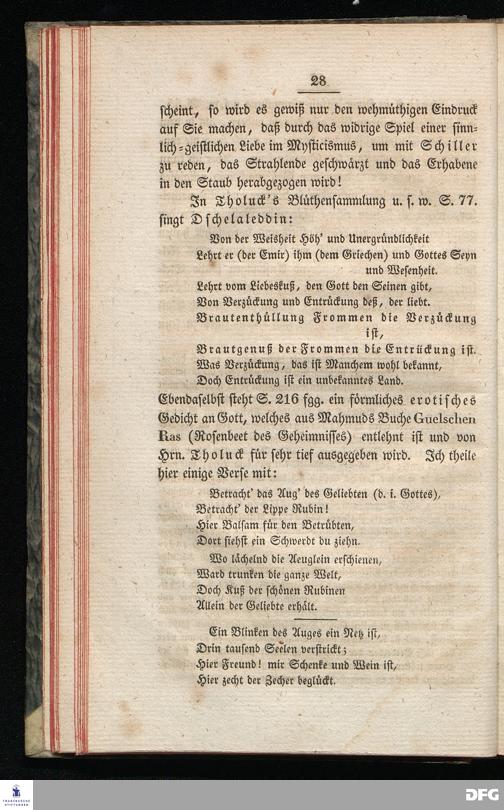 28
scheint, so wird es gewiß nur den wehmüthigen Eindruck
auf Sie machen, daß durch das widrige Spiel einer sinn-
lich-geistlichen Liebe im Mysticismus, um mit Schiller
zu reden, das Strahlende geschwärzt und das Erhabene
in den Staub herabgezogen wird!
In Tholuck's Blüthensammlung u. s. w. S. 77.
singt Dschelaleddin:
Von der Weisheit Höh' und Unergründlichkeit
Lehrt er (der Emir) ihm (dem Griechen) und Gottes Seyn
und Wesenheit.
Lehrt vom Liebeskuß, den Gott den Seinen gibt,
Von Verzückung und Entrückung deß, der liebt.
Brautenthüllung Frommen die Verzückung
ist,
Brautgenuß der Frommen die Entrückung ist.
Was Verzückung, das ist Manchem wohl bekannt,
Doch Entrückung ist ein unbekanntes Land.
Ebendaselbst steht S. 216 fgg. ein förmliches erotisches
Gedicht an Gott, welches aus Mahmuds Buche Guelschen
Ras (Rosenbeet des Geheimnisses) entlehnt ist und von
Hrn. Tholuck für sehr tief ausgegeben wird. Ich theile
hier einige Verse mit:
Betracht' das Aug' des Geliebten (d. i. Gottes),
Betracht' der Lippe Rubin!
Hier Balsam für den Betrübten,
Dort siehst ein Schwerdt du ziehn.
Wo lächelnd die Aeuglein erschienen,
Ward trunken die ganze Welt,
Doch Kuß der schönen Rubinen
Allein der Geliebte erhält.
Ein Blinken des Auges ein Netz ist,
Drin tausend Seelen verstrickt;
Hier Freund! mir Schenke und Wein ist,
Hier zecht der Zecher beglückt.
FRANCKESCHE
STIFTUNGEN
DFG